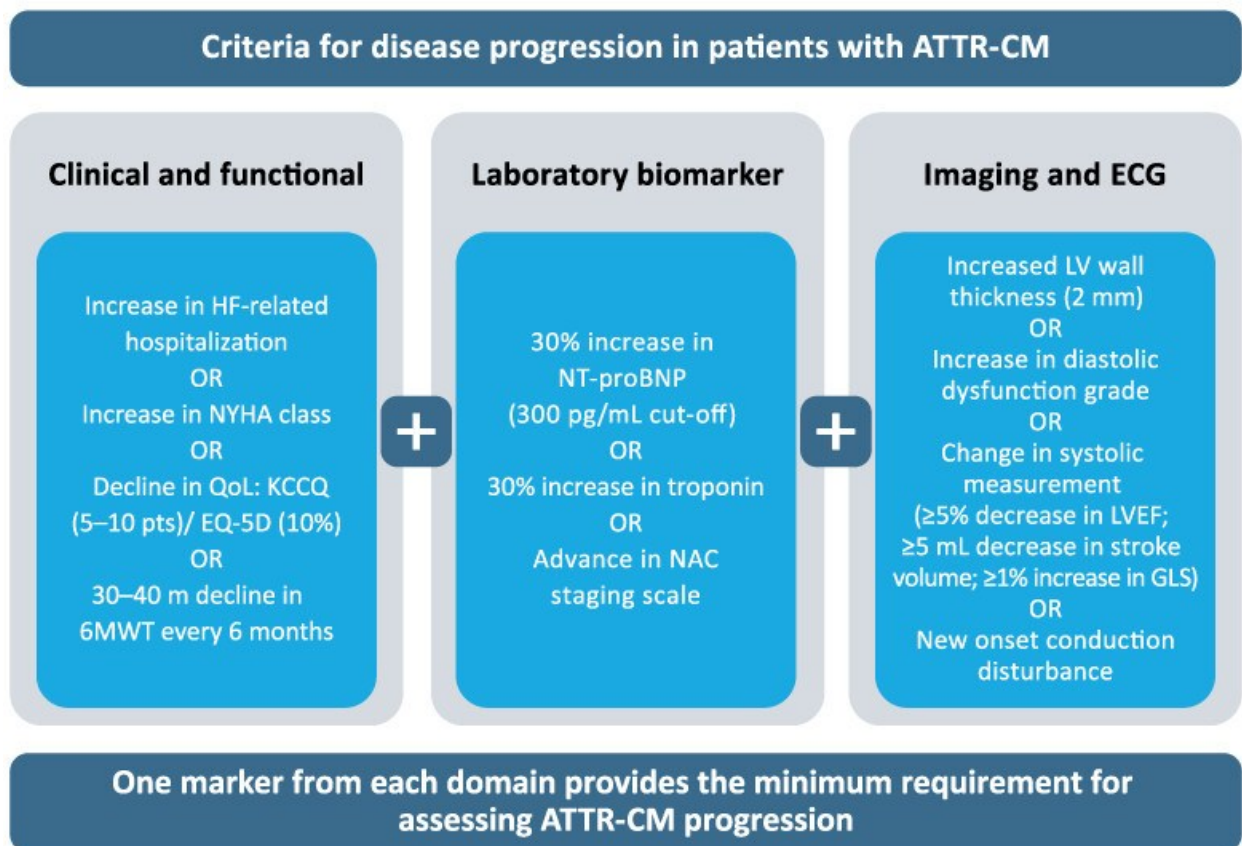 Criteria for disease progression in patients with ATTR-CM
Clinical and functional
Increase in HF-related
hospitalization
OR
Increase in NYHA class
OR
Decline in QoL: KCCQ
(5–10 pts)/ EQ-5D (10%)
OR
30–40 m decline in
6MWT every 6 months
+
Laboratory biomarker
30% increase in
NT-proBNP
(300 pg/mL cut-off)
OR
30% increase in troponin
OR
Advance in NAC
staging scale
+
Imaging and ECG
Increased LV wall
thickness (2 mm)
OR
Increase in diastolic
dysfunction grade
OR
Change in systolic
measurement
(≥5% decrease in LVEF;
≥5 mL decrease in stroke
volume; ≥1% increase in GLS)
OR
New onset conduction
disturbance
One marker from each domain provides the minimum requirement for
assessing ATTR-CM progression